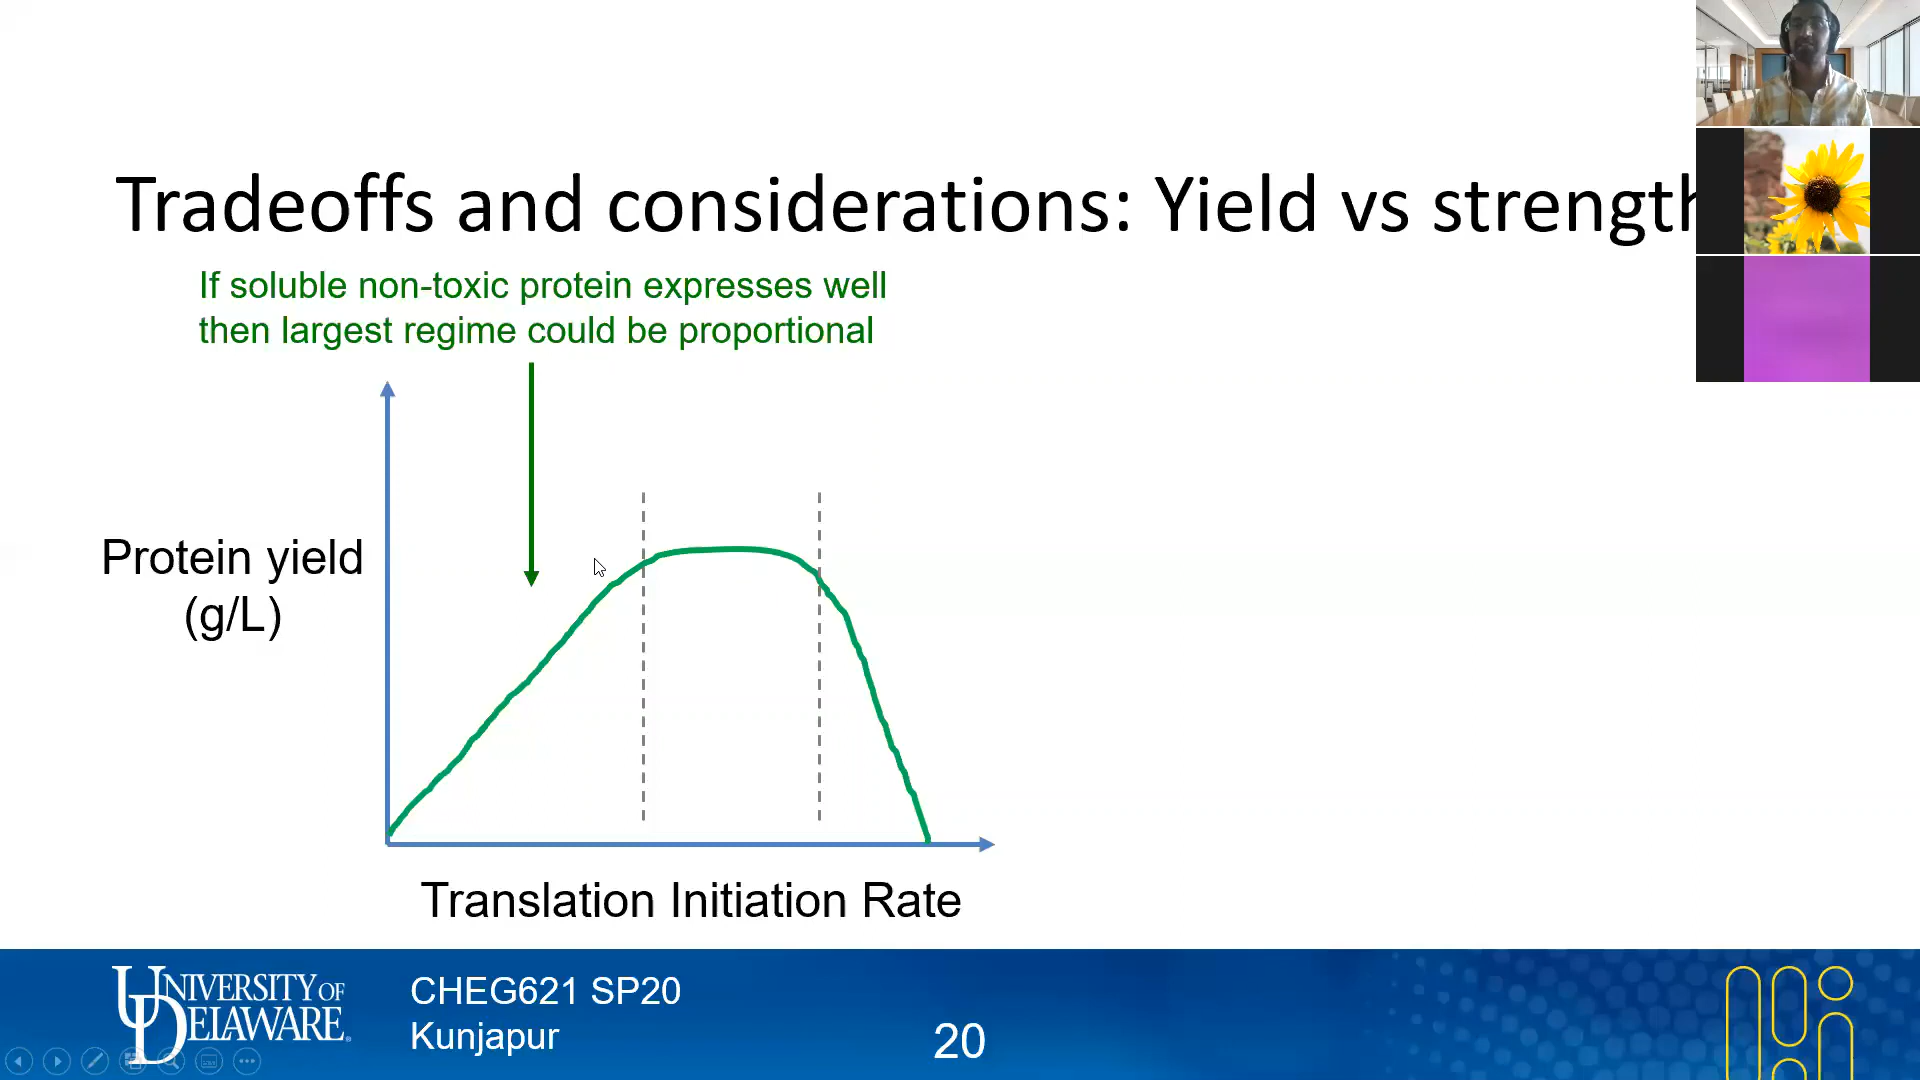 Tradeoffs and considerations: Yield vs strength
If soluble non-toxic protein expresses well
then largest regime could be proportional
Protein yield
(g/L)
Translation Initiation Rate
UNIVERSITY OF
DELAWARE.
CHEG621 SP20
Kunjapur
20